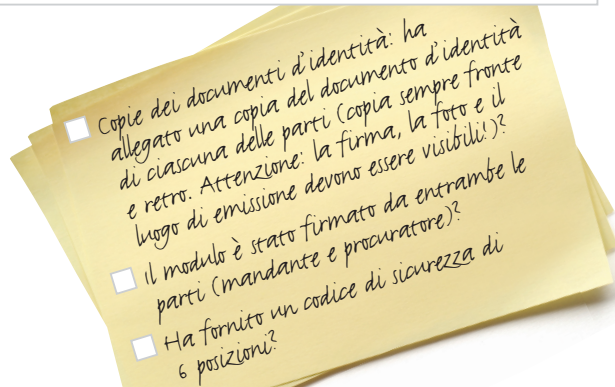 Copie dei documenti d'identità: ha
allegato una copia del documento d'identità
di ciascuna delle parti (copia sempre fronte
e retro. Attenzione: la firma, la foto e il
luogo di emissione devono essere visibili!)?
Il modulo è stato firmato da entrambe le
parti (mandante e procuratore)?
Ha fornito un codice di sicurezza di
6 posizioni?